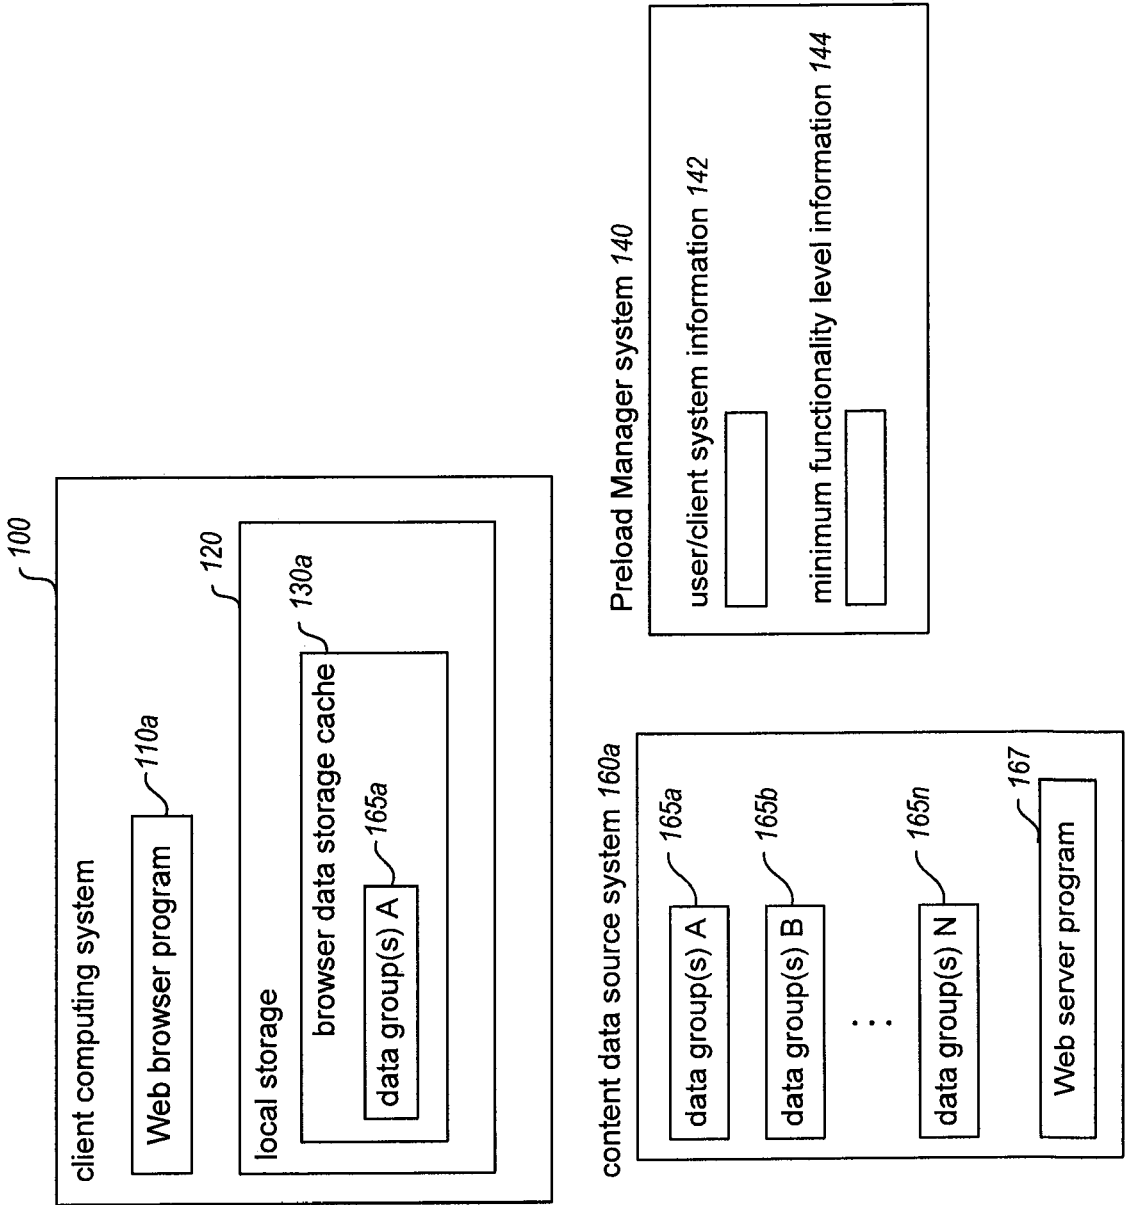 100
client computing system
Web browser program
110a
120
local storage
130a
browser data storage cache
165a
data group(s) A
content data source system 160a
data group(s) A
165a
data group(s) B
165b
...
data group(s) N
165n
Web server program
167
Preload Manager system 140
user/client system information 142
minimum functionality level information 144